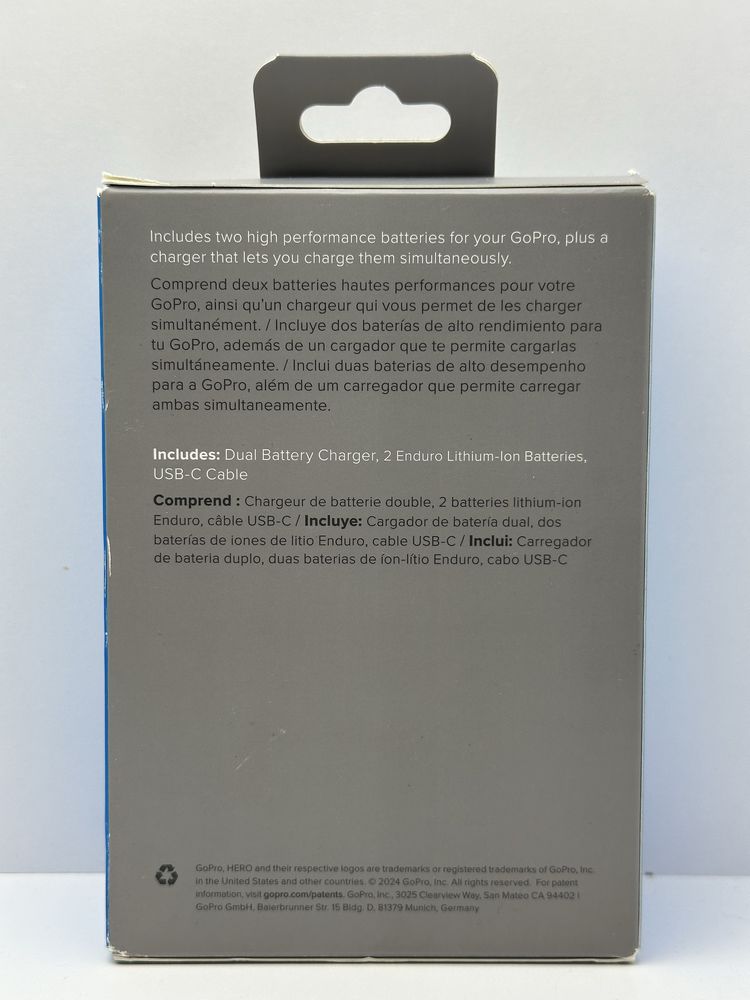 Includes two high performance batteries for your GoPro, plus a
charger that lets you charge them simultaneously.
Comprend deux batteries hautes performances pour votre
GoPro, ainsi qu'un chargeur qui vous permet de les charger
simultanément. / Incluye dos baterías de alto rendimiento para
tu GoPro, además de un cargador que te permite cargarlas
simultáneamente. / Inclui duas baterias de alto desempenho
para a GoPro, além de um carregador que permite carregar
ambas simultaneamente.
Includes: Dual Battery Charger, 2 Enduro Lithium-Ion Batteries,
USB-C Cable
Comprend : Chargeur de batterie double, 2 batteries lithium-ion
Enduro, câble USB-C / Incluye: Cargador de batería dual, dos
baterías de iones de litio Enduro, cable USB-C / Inclui: Carregador
de bateria duplo, duas baterias de íon-lítio Enduro, cabo USB-C
GoPro, HERO and their respective logos are trademarks or registered trademarks of GoPro, Inc.
in the United States and other countries. © 2024 GoPro, Inc. All rights reserved. For patent
information, visit gopro.com/patents. GoPro, Inc., 3025 Clearview Way, San Mateo CA 94402 |
GoPro GmbH, Baierbrunner Str. 15 Bldg. D, 81379 Munich, Germany